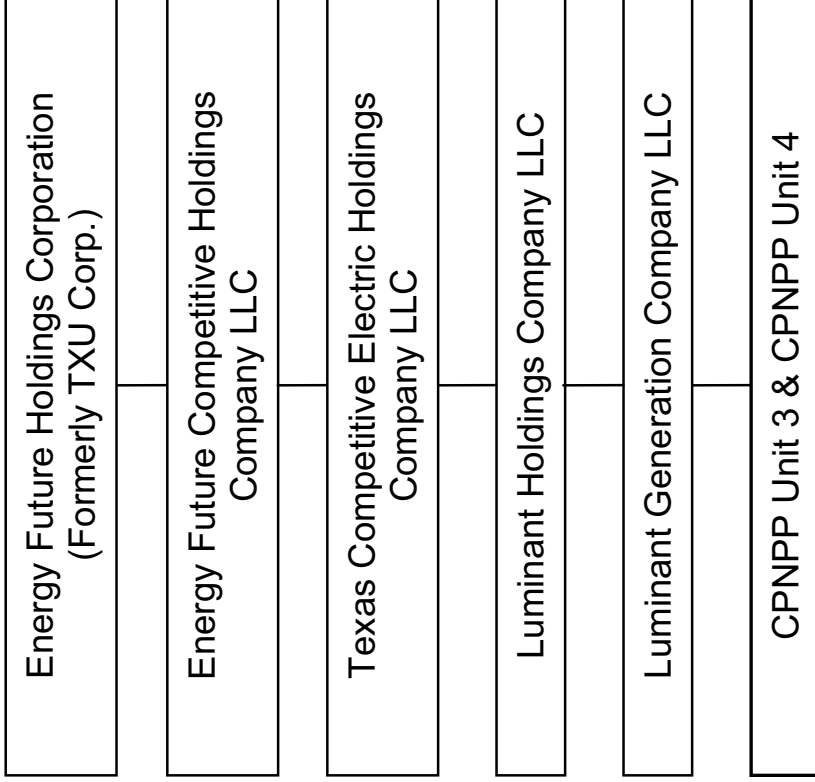 Energy Future Holdings Corporation
(Formerly TXU Corp.)
Energy Future Competitive Holdings
Company LLC
Texas Competitive Electric Holdings
Company LLC
Luminant Holdings Company LLC
Luminant Generation Company LLC
CPNPP Unit 3 & CPNPP Unit 4